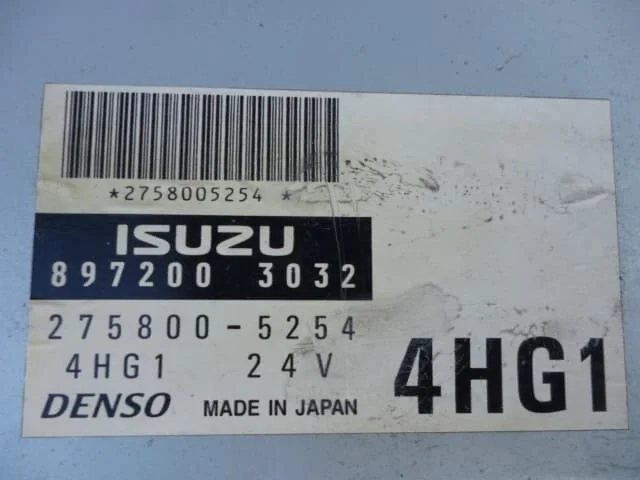 *2758005254 *
ISUZU
897200 3032
275800-5254
4HG1 24V
4HG1
DENSO MADE IN JAPAN